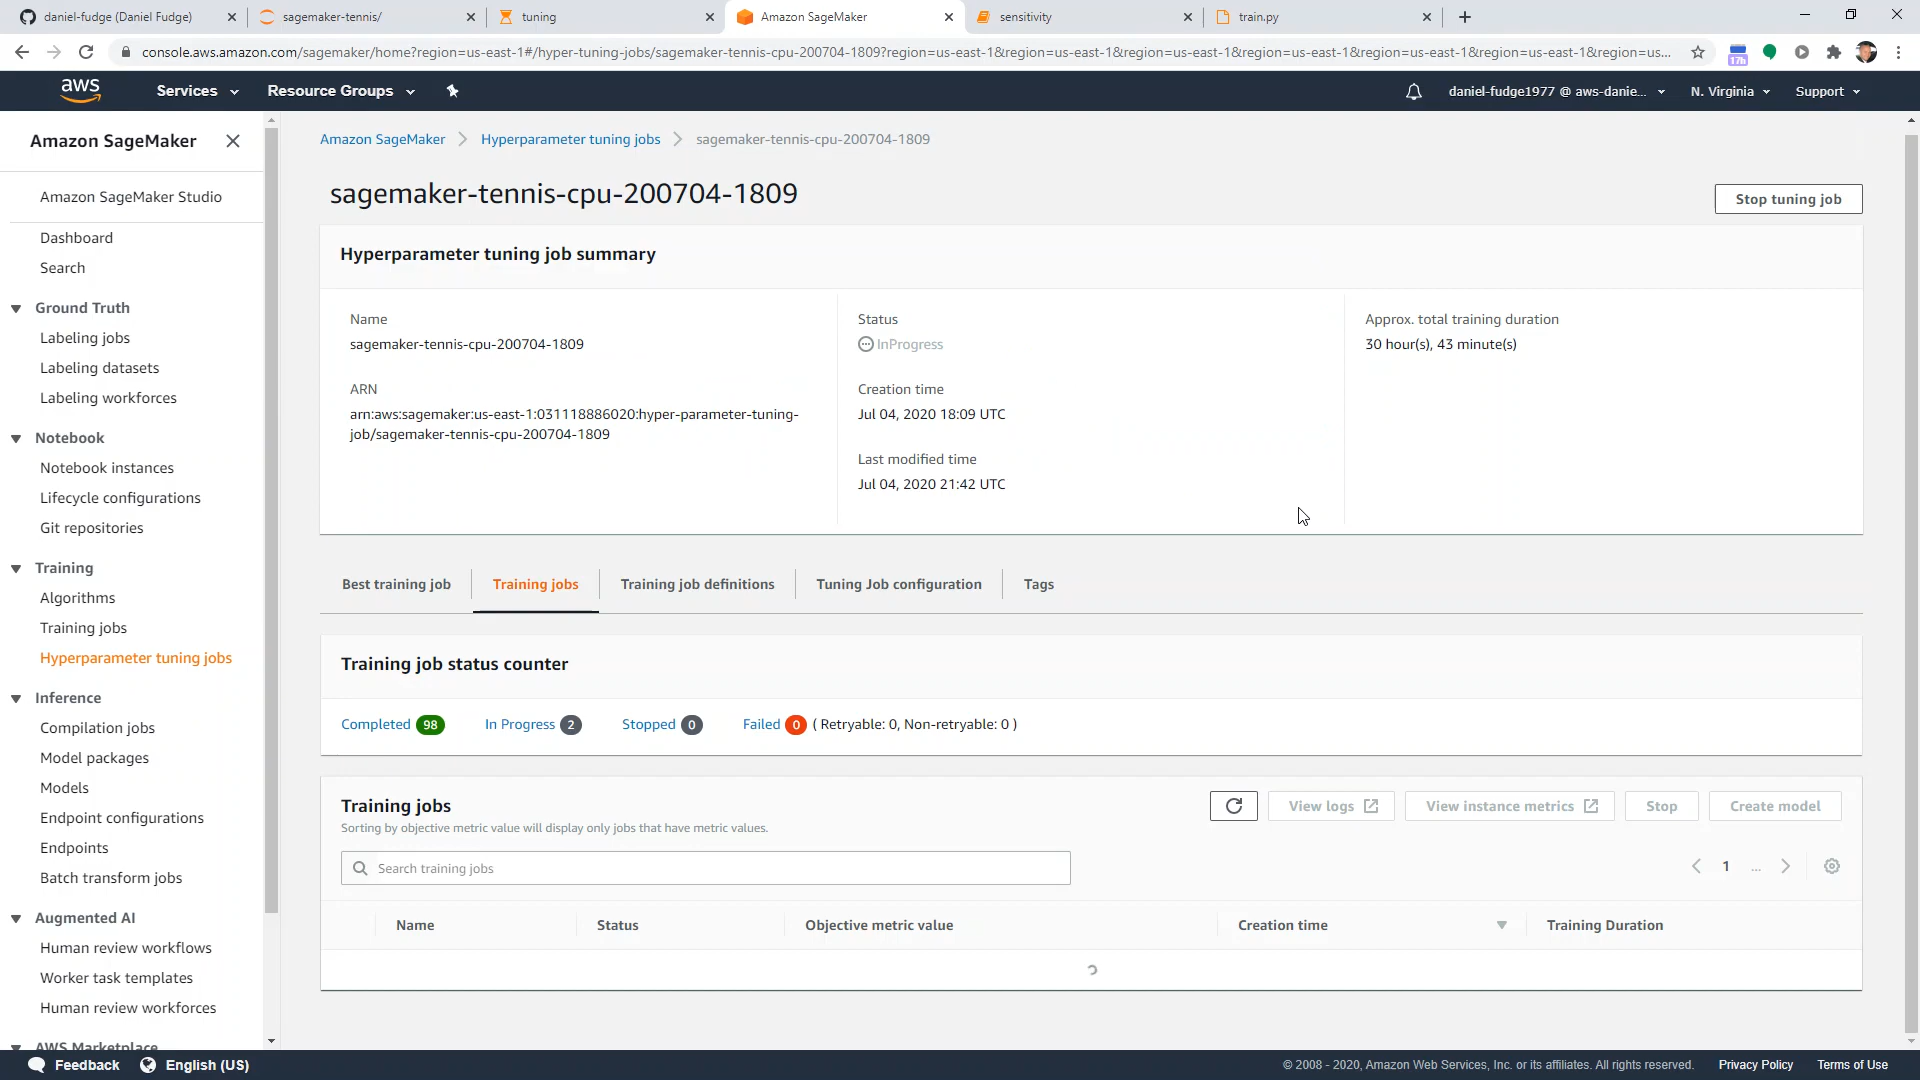 daniel-fudge (Daniel Fudge)
sagemaker-tennis/
tuning
Amazon SageMaker
sensitivity
train.py
console.aws.amazon.com/sagemaker/home?region=us-east-1#/hyper-tuning-jobs/sagemaker-tennis-cpu-200704-1809?region=us-east-1&region=us-east-1&region=us-east-1&region=us-east-1&region=us-east-1&region=us-east-1&region=us...
17h
aws
Services
Resource Groups
daniel-fudge1977 @ aws-danie...
N. Virginia
Support
Amazon SageMaker
Amazon SageMaker Studio
Dashboard
Search
Ground Truth
Labeling jobs
Labeling datasets
Labeling workforces
Notebook
Notebook instances
Lifecycle configurations
Git repositories
Training
Algorithms
Training jobs
Hyperparameter tuning jobs
Inference
Compilation jobs
Model packages
Models
Endpoint configurations
Endpoints
Batch transform jobs
Augmented AI
Human review workflows
Worker task templates
Human review workforces
AWS Marketplace
Amazon SageMaker
Hyperparameter tuning jobs
sagemaker-tennis-cpu-200704-1809
sagemaker-tennis-cpu-200704-1809
Stop tuning job
Hyperparameter tuning job summary
Name
sagemaker-tennis-cpu-200704-1809
ARN
arn:aws:sagemaker:us-east-1:031118886020:hyper-parameter-tuning-
job/sagemaker-tennis-cpu-200704-1809
Status
InProgress
Creation time
Jul 04, 2020 18:09 UTC
Last modified time
Jul 04, 2020 21:42 UTC
Approx. total training duration
30 hour(s), 43 minute(s)
Best training job
Training jobs
Training job definitions
Tuning Job configuration
Tags
Training job status counter
Completed 98
In Progress 2
Stopped 0
Failed 0 ( Retryable: 0, Non-retryable: 0 )
Training jobs
Sorting by objective metric value will display only jobs that have metric values.
View logs
View instance metrics
Stop
Create model
Search training jobs
1 ...
Name
Status
Objective metric value
Creation time
Training Duration
Feedback
English (US)
© 2008 - 2020, Amazon Web Services, Inc. or its affiliates. All rights reserved.
Privacy Policy
Terms of Use